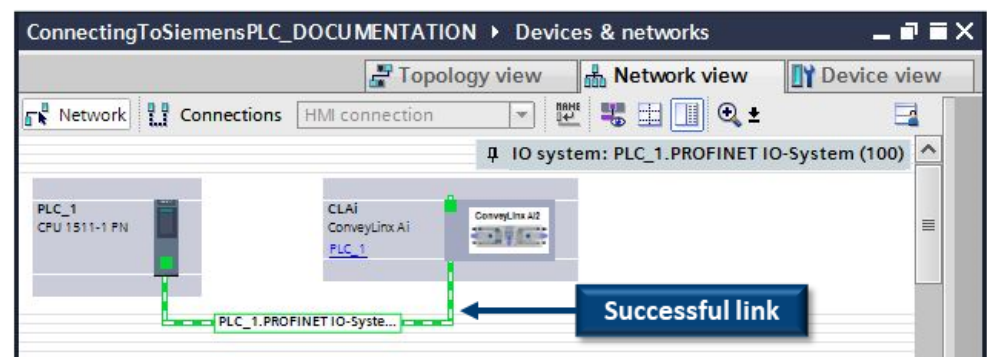 ConnectingToSiemensPLC_DOCUMENTATION ▸ Devices & networks
Topology view Network view Device view
Network Connections HMI connection
IO system: PLC_1.PROFINET IO-System (100)
PLC_1
CPU 1511-1 PN
CLAi
ConveyLinx Ai
PLC_1
ConveyLinx Ai2
PLC_1.PROFINET IO-Syste...
Successful link